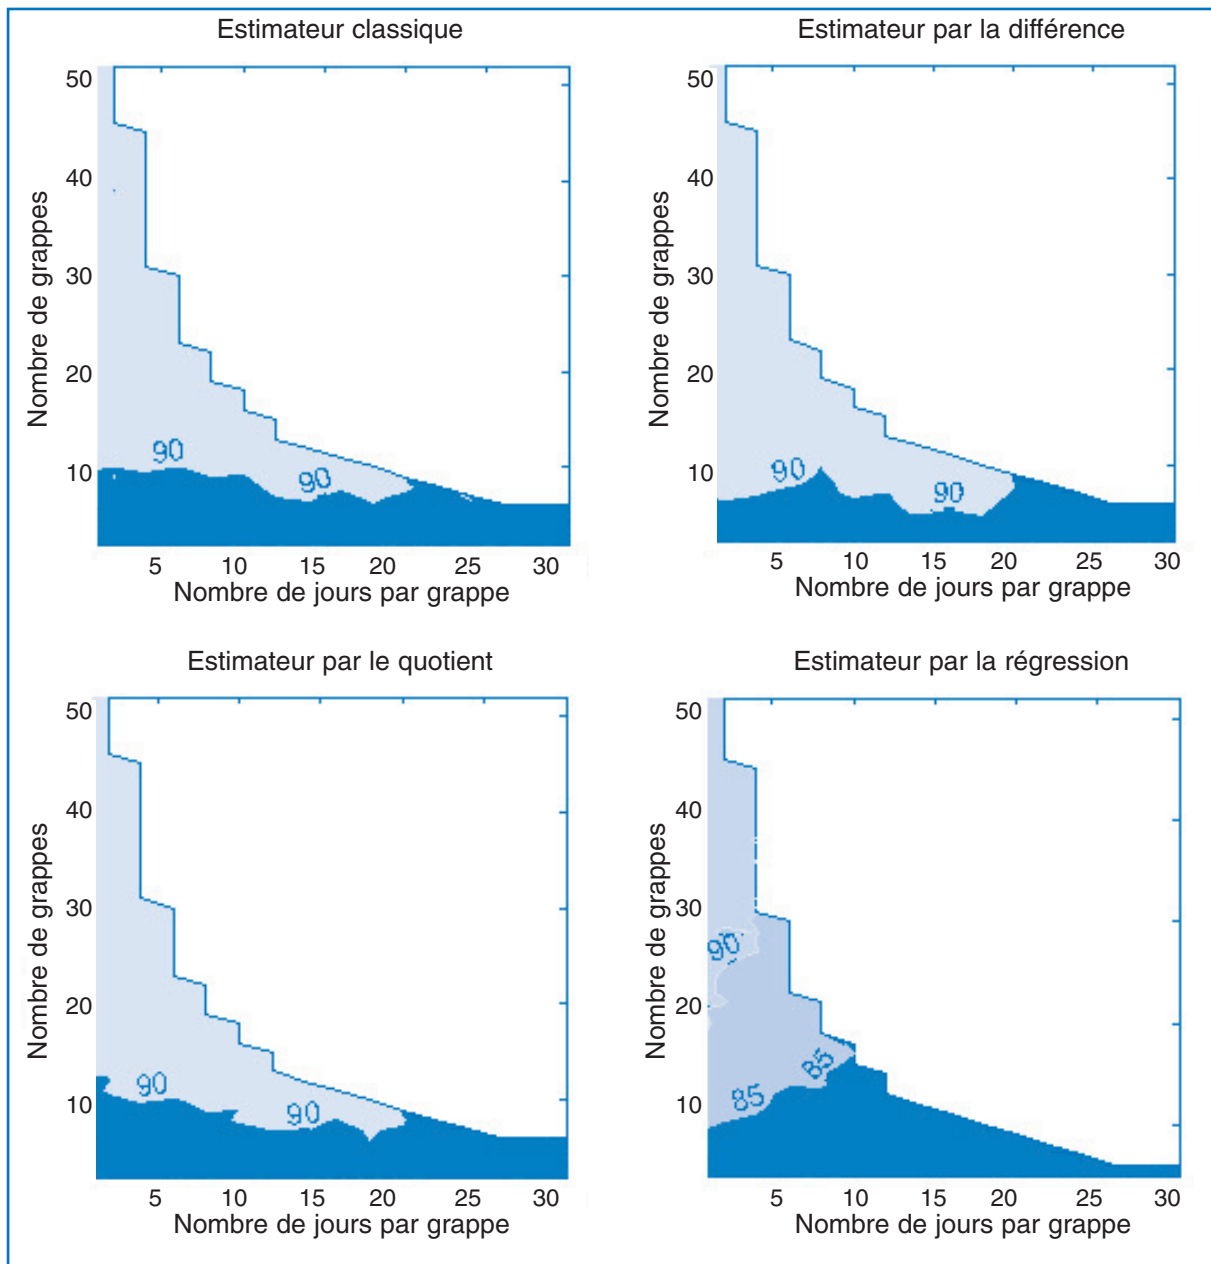 Estimateur classique
50
40
30
20
10
90
90
5 10 15 20 25 30
Nombre de jours par grappe
Nombre de grappes
Estimateur par la différence
50
40
30
20
10
90
90
5 10 15 20 25 30
Nombre de jours par grappe
Nombre de grappes
Estimateur par le quotient
50
40
30
20
10
90
90
5 10 15 20 25 30
Nombre de jours par grappe
Nombre de grappes
Estimateur par la régression
50
40
30
20
10
90
85
85
5 10 15 20 25 30
Nombre de jours par grappe
Nombre de grappes